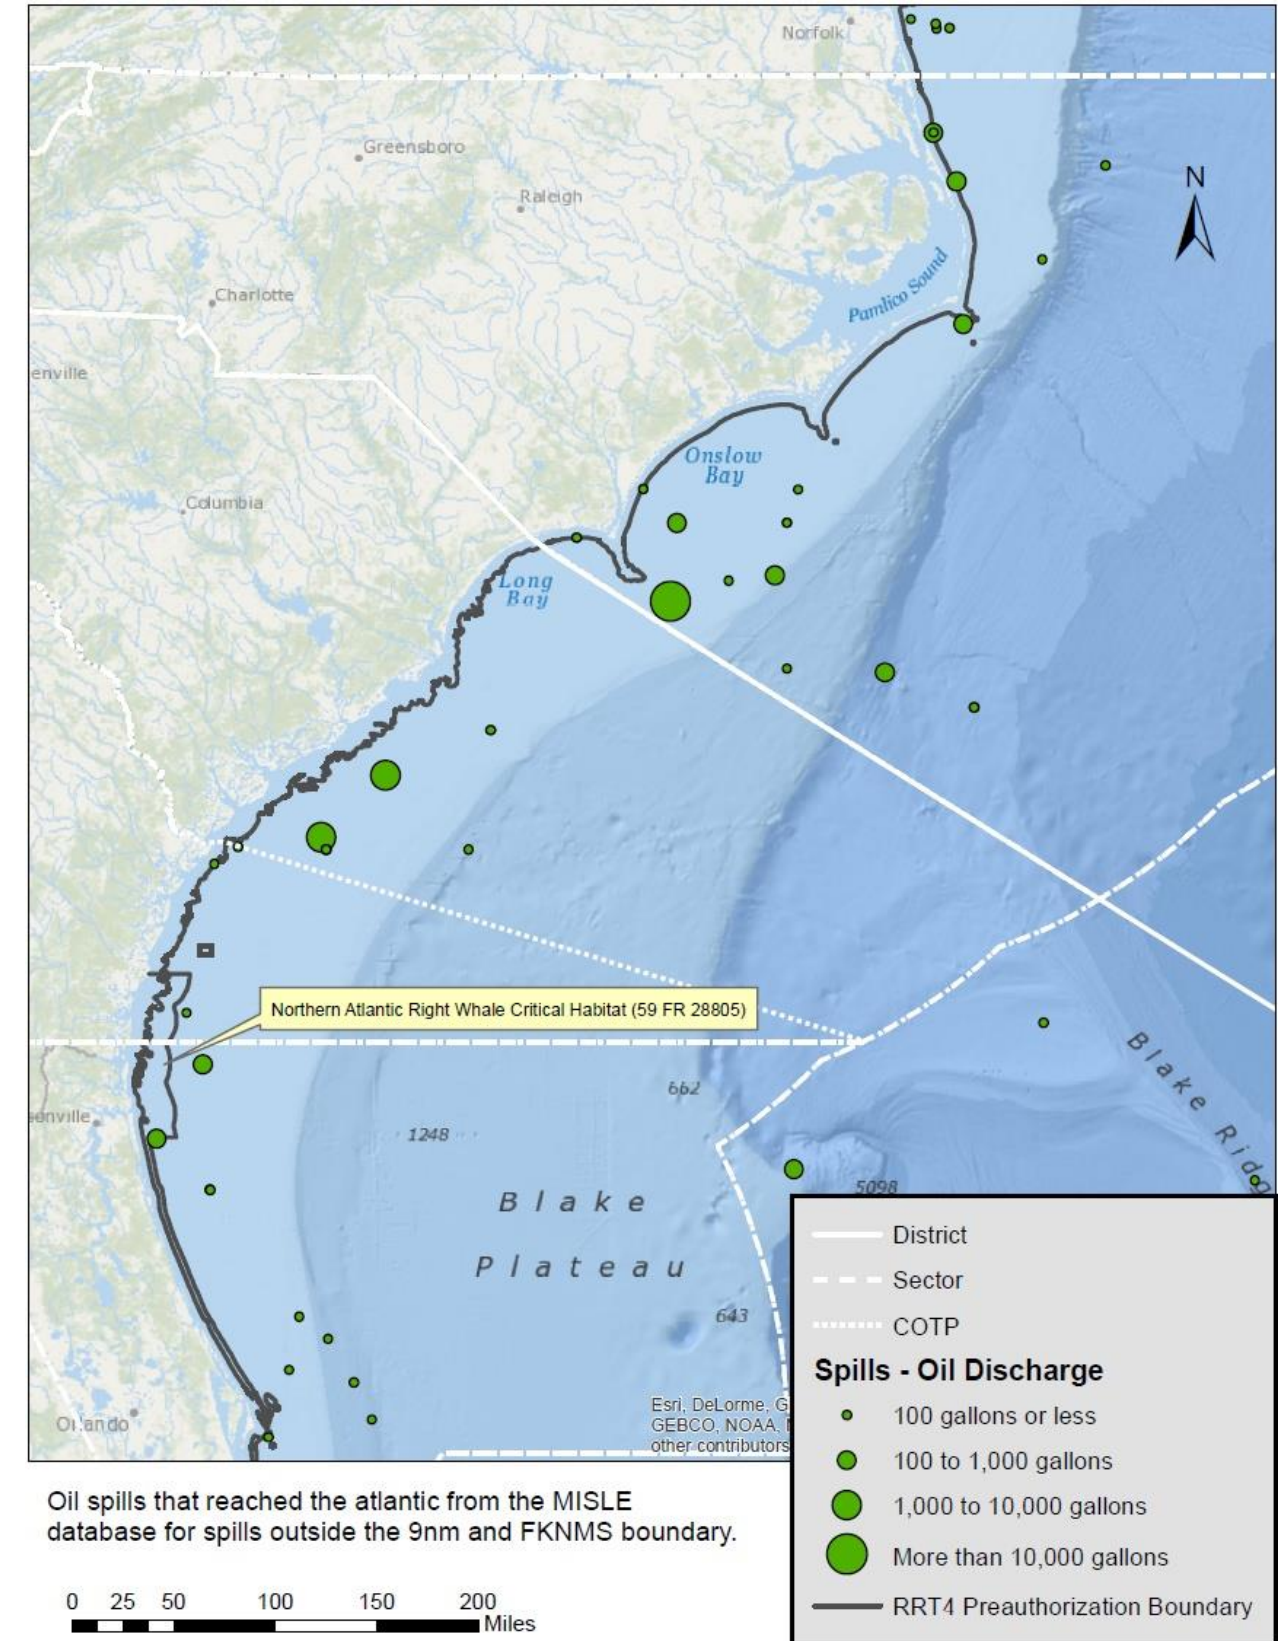 Norfolk
Greensboro
Raleigh
N
Pamlico Sound
Charlotte
enville
Onslow
Bay
Columbia
Long
Bay
Northern Atlantic Right Whale Critical Habitat (59 FR 28805)
Blake Ridg
662
sonville
1248
5098
Blake
Plateau
643
Orlando
Esri, DeLorme, G
GEBCO, NOAA,
other contributors
District
Sector
COTP
Spills - Oil Discharge
100 gallons or less
100 to 1,000 gallons
1,000 to 10,000 gallons
More than 10,000 gallons
RRT4 Preauthorization Boundary
Oil spills that reached the atlantic from the MISLE
database for spills outside the 9nm and FKNMS boundary.
0 25 50 100 150 200
Miles